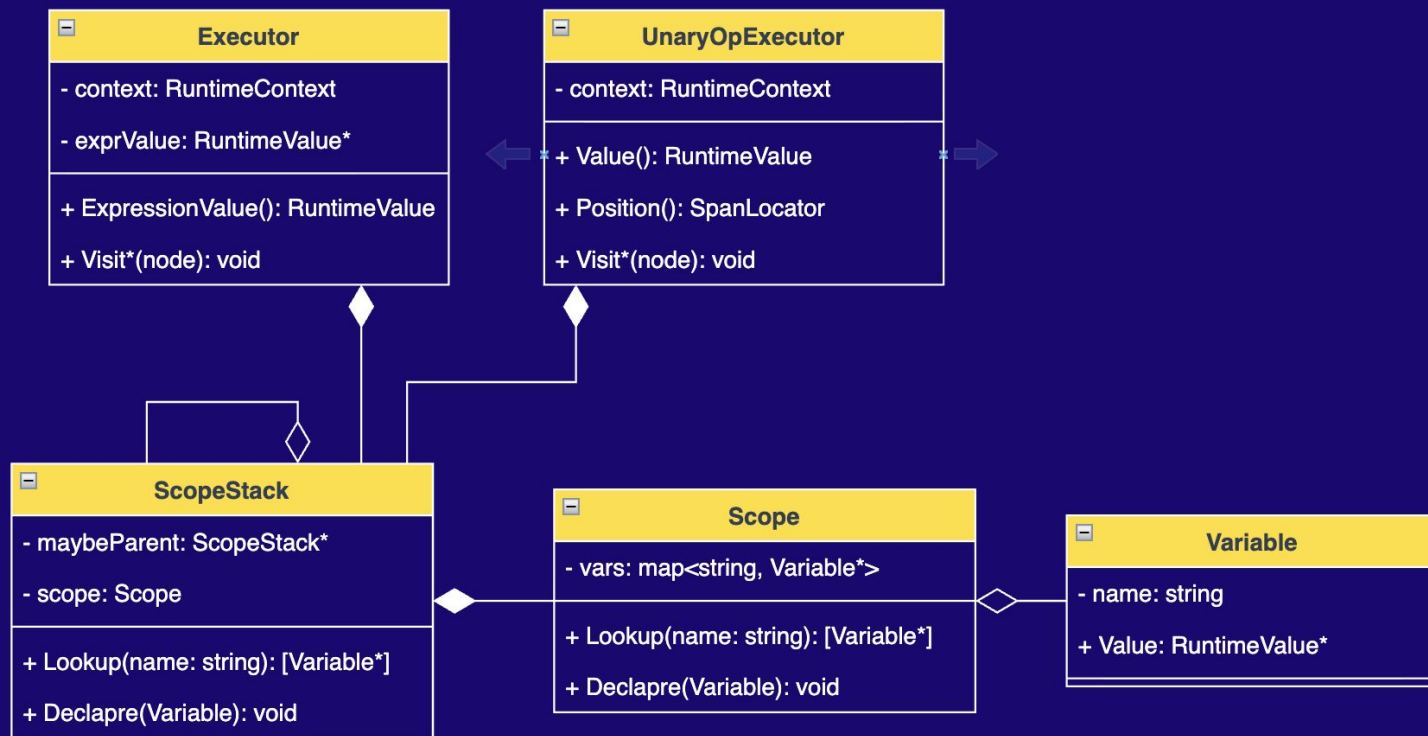 Executor
- context: RuntimeContext
- exprValue: RuntimeValue*
+ ExpressionValue(): RuntimeValue
+ Visit*(node): void
UnaryOpExecutor
- context: RuntimeContext
+ Value(): RuntimeValue
+ Position(): SpanLocator
+ Visit*(node): void
ScopeStack
- maybeParent: ScopeStack*
- scope: Scope
+ Lookup(name: string): [Variable*]
+ Declapre(Variable): void
Scope
- vars: map<string, Variable*>
+ Lookup(name: string): [Variable*]
+ Declapre(Variable): void
Variable
- name: string
+ Value: RuntimeValue*